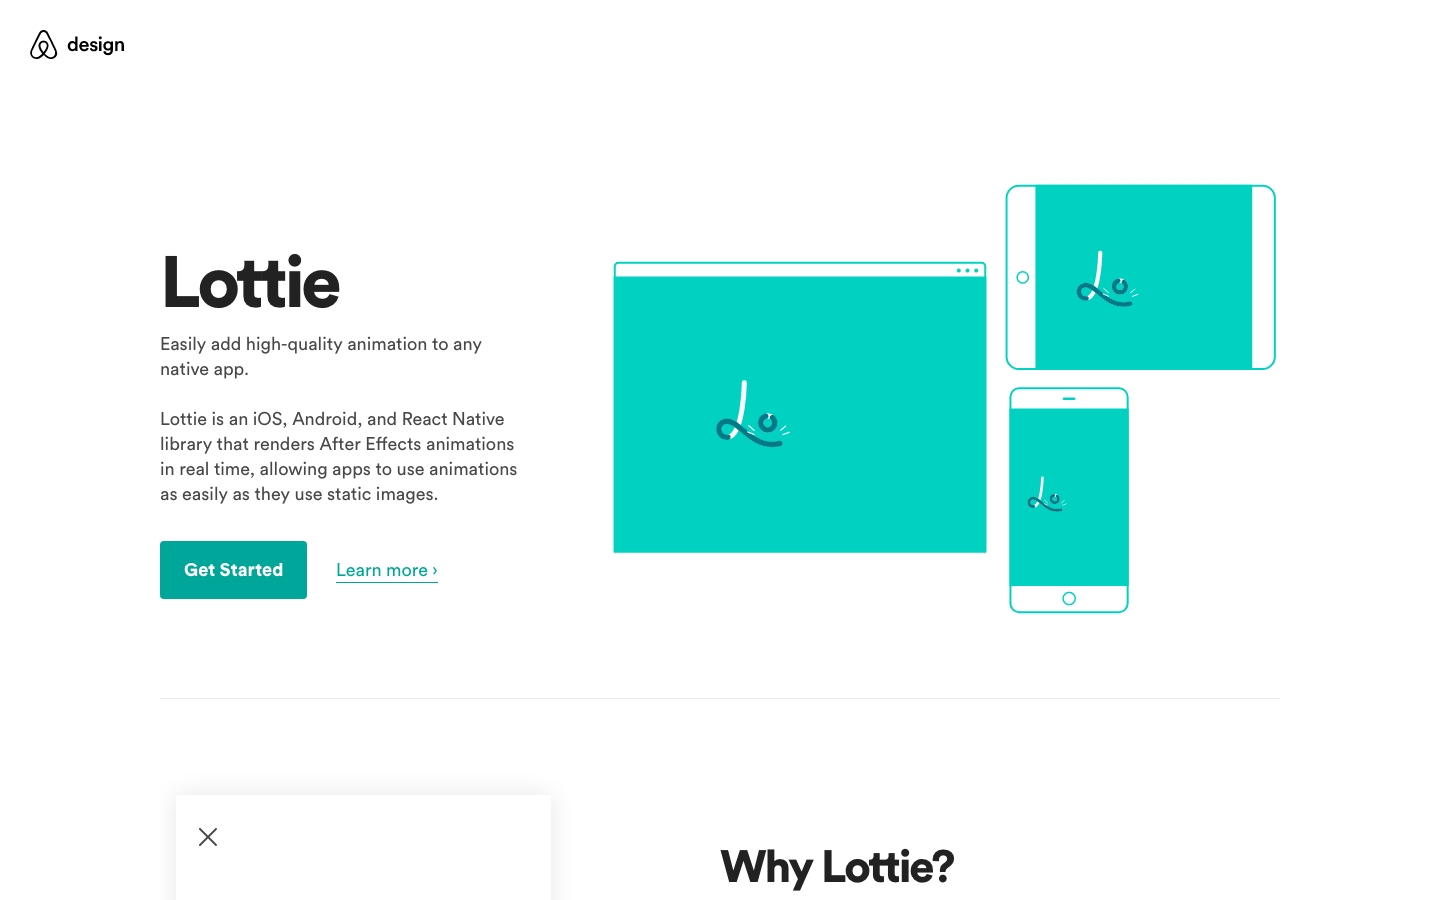 design
Lottie
Easily add high-quality animation to any
native app.
Lottie is an iOS, Android, and React Native
library that renders After Effects animations
in real time, allowing apps to use animations
as easily as they use static images.
Get Started
Learn more ›
Why Lottie?